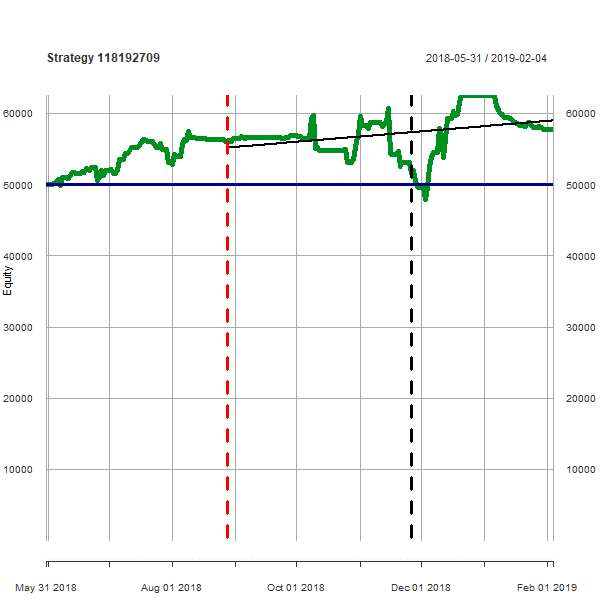 Strategy 118192709
2018-05-31 / 2019-02-04
60000
60000
50000
50000
40000
40000
Equity
30000
30000
20000
20000
10000
10000
May 31 2018
Aug 01 2018
Oct 01 2018
Dec 01 2018
Feb 01 2019